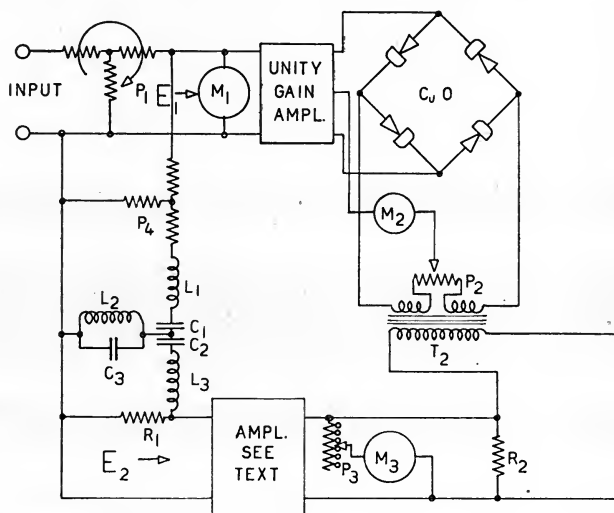 INPUT
P1
E1
M1
UNITY
GAIN
AMPL.
CuO
M2
P4
P2
L1
L2
C1
C2
C3
L3
T2
R1
E2
AMPL.
SEE
TEXT
P3
M3
R2